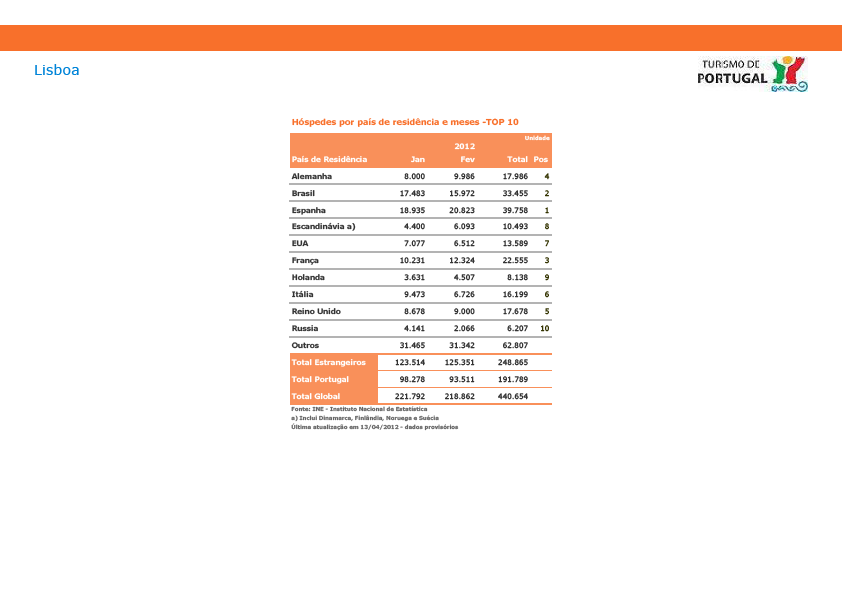 Lisboa
TURISMO DE
PORTUGAL
Hóspedes por país de residência e meses -TOP 10
Unidade
2012
País de Residência Jan Fev Total Pos
Alemanha 8.000 9.986 17.986 4
Brasil 17.483 15.972 33.455 2
Espanha 18.935 20.823 39.758 1
Escandinávia a) 4.400 6.093 10.493 8
EUA 7.077 6.512 13.589 7
França 10.231 12.324 22.555 3
Holanda 3.631 4.507 8.138 9
Itália 9.473 6.726 16.199 6
Reino Unido 8.678 9.000 17.678 5
Russia 4.141 2.066 6.207 10
Outros 31.465 31.342 62.807
Total Estrangeiros 123.514 125.351 248.865
Total Portugal 98.278 93.511 191.789
Total Global 221.792 218.862 440.654
Fonte: INE - Instituto Nacional de Estatística
a) Inclui Dinamarca, Finlândia, Noruega e Suécia
Última atualização em 13/04/2012 - dados provisórios